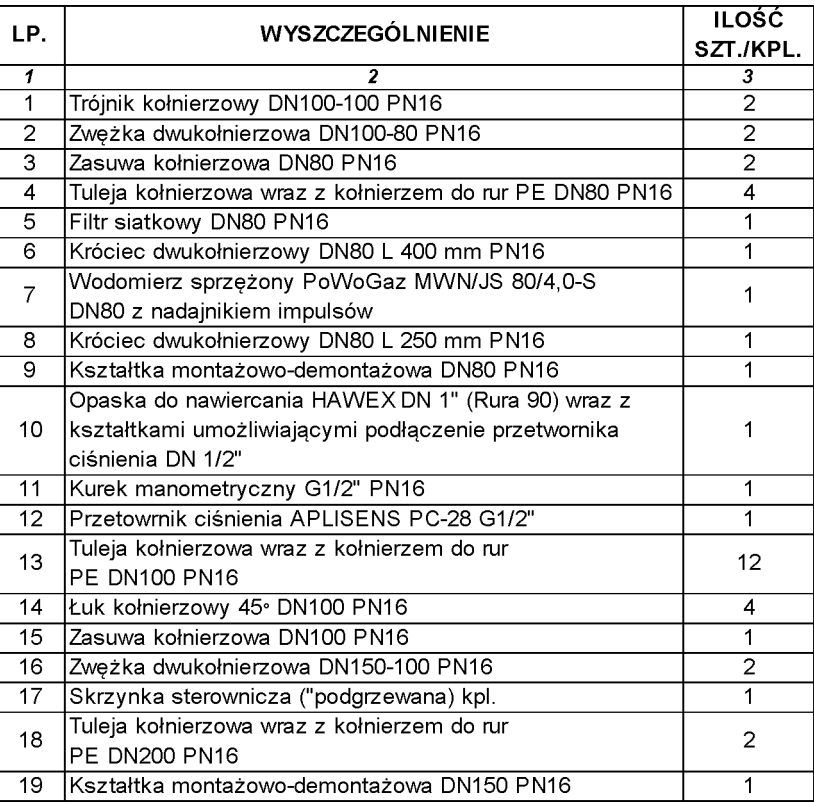 LP. WYSZCZEGÓLNIENIE ILOŚĆ
SZT./KPL.
1 2 3
1 Trójnik kołnierzowy DN100-100 PN16 2
2 Zwężka dwukołnierzowa DN100-80 PN16 2
3 Zasuwa kołnierzowa DN80 PN16 2
4 Tuleja kołnierzowa wraz z kołnierzem do rur PE DN80 PN16 4
5 Filtr siatkowy DN80 PN16 1
6 Króciec dwukołnierzowy DN80 L 400 mm PN16 1
7 Wodomierz sprzężony PoWoGaz MWN/JS 80/4,0-S
DN80 z nadajnikiem impulsów 1
8 Króciec dwukołnierzowy DN80 L 250 mm PN16 1
9 Kształtka montażowo-demontażowa DN80 PN16 1
Opaska do nawiercania HAWEX DN 1" (Rura 90) wraz z
10 kształtkami umożliwiającymi podłączenie przetwornika 1
ciśnienia DN 1/2"
11 Kurek manometryczny G1/2" PN16 1
12 Przetowrnik ciśnienia APLISENS PC-28 G1/2" 1
13 Tuleja kołnierzowa wraz z kołnierzem do rur
PE DN100 PN16 12
14 Łuk kołnierzowy 45° DN100 PN16 4
15 Zasuwa kołnierzowa DN100 PN16 1
16 Zwężka dwukołnierzowa DN150-100 PN16 2
17 Skrzynka sterownicza ("podgrzewana) kpl. 1
18 Tuleja kołnierzowa wraz z kołnierzem do rur
PE DN200 PN16 2
19 Kształtka montażowo-demontażowa DN150 PN16 1